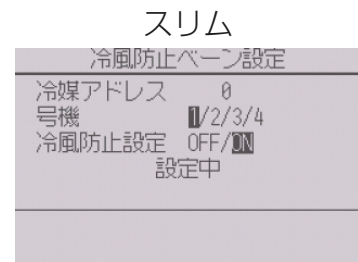 スリム
冷風防止ベーン設定
冷媒アドレス 0
号機 1/2/3/4
冷風防止設定 OFF/ON
設定中